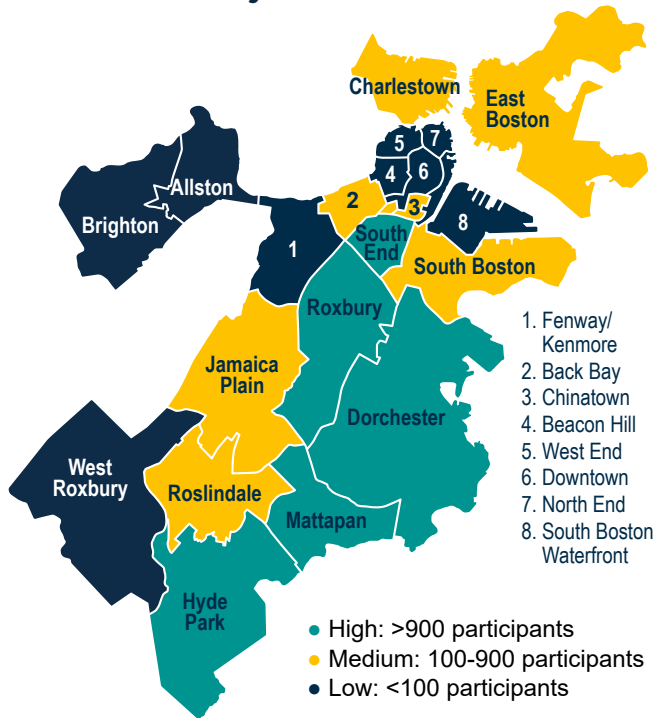 Charlestown
East
Boston
5
7
4
6
Allston
Brighton
2
3
8
1
South
End
South Boston
Roxbury
1. Fenway/
Kenmore
2. Back Bay
3. Chinatown
4. Beacon Hill
5. West End
6. Downtown
7. North End
8. South Boston
Waterfront
Jamaica
Plain
Dorchester
West
Roxbury
Roslindale
Mattapan
Hyde
Park
High: >900 participants
Medium: 100-900 participants
Low: <100 participants